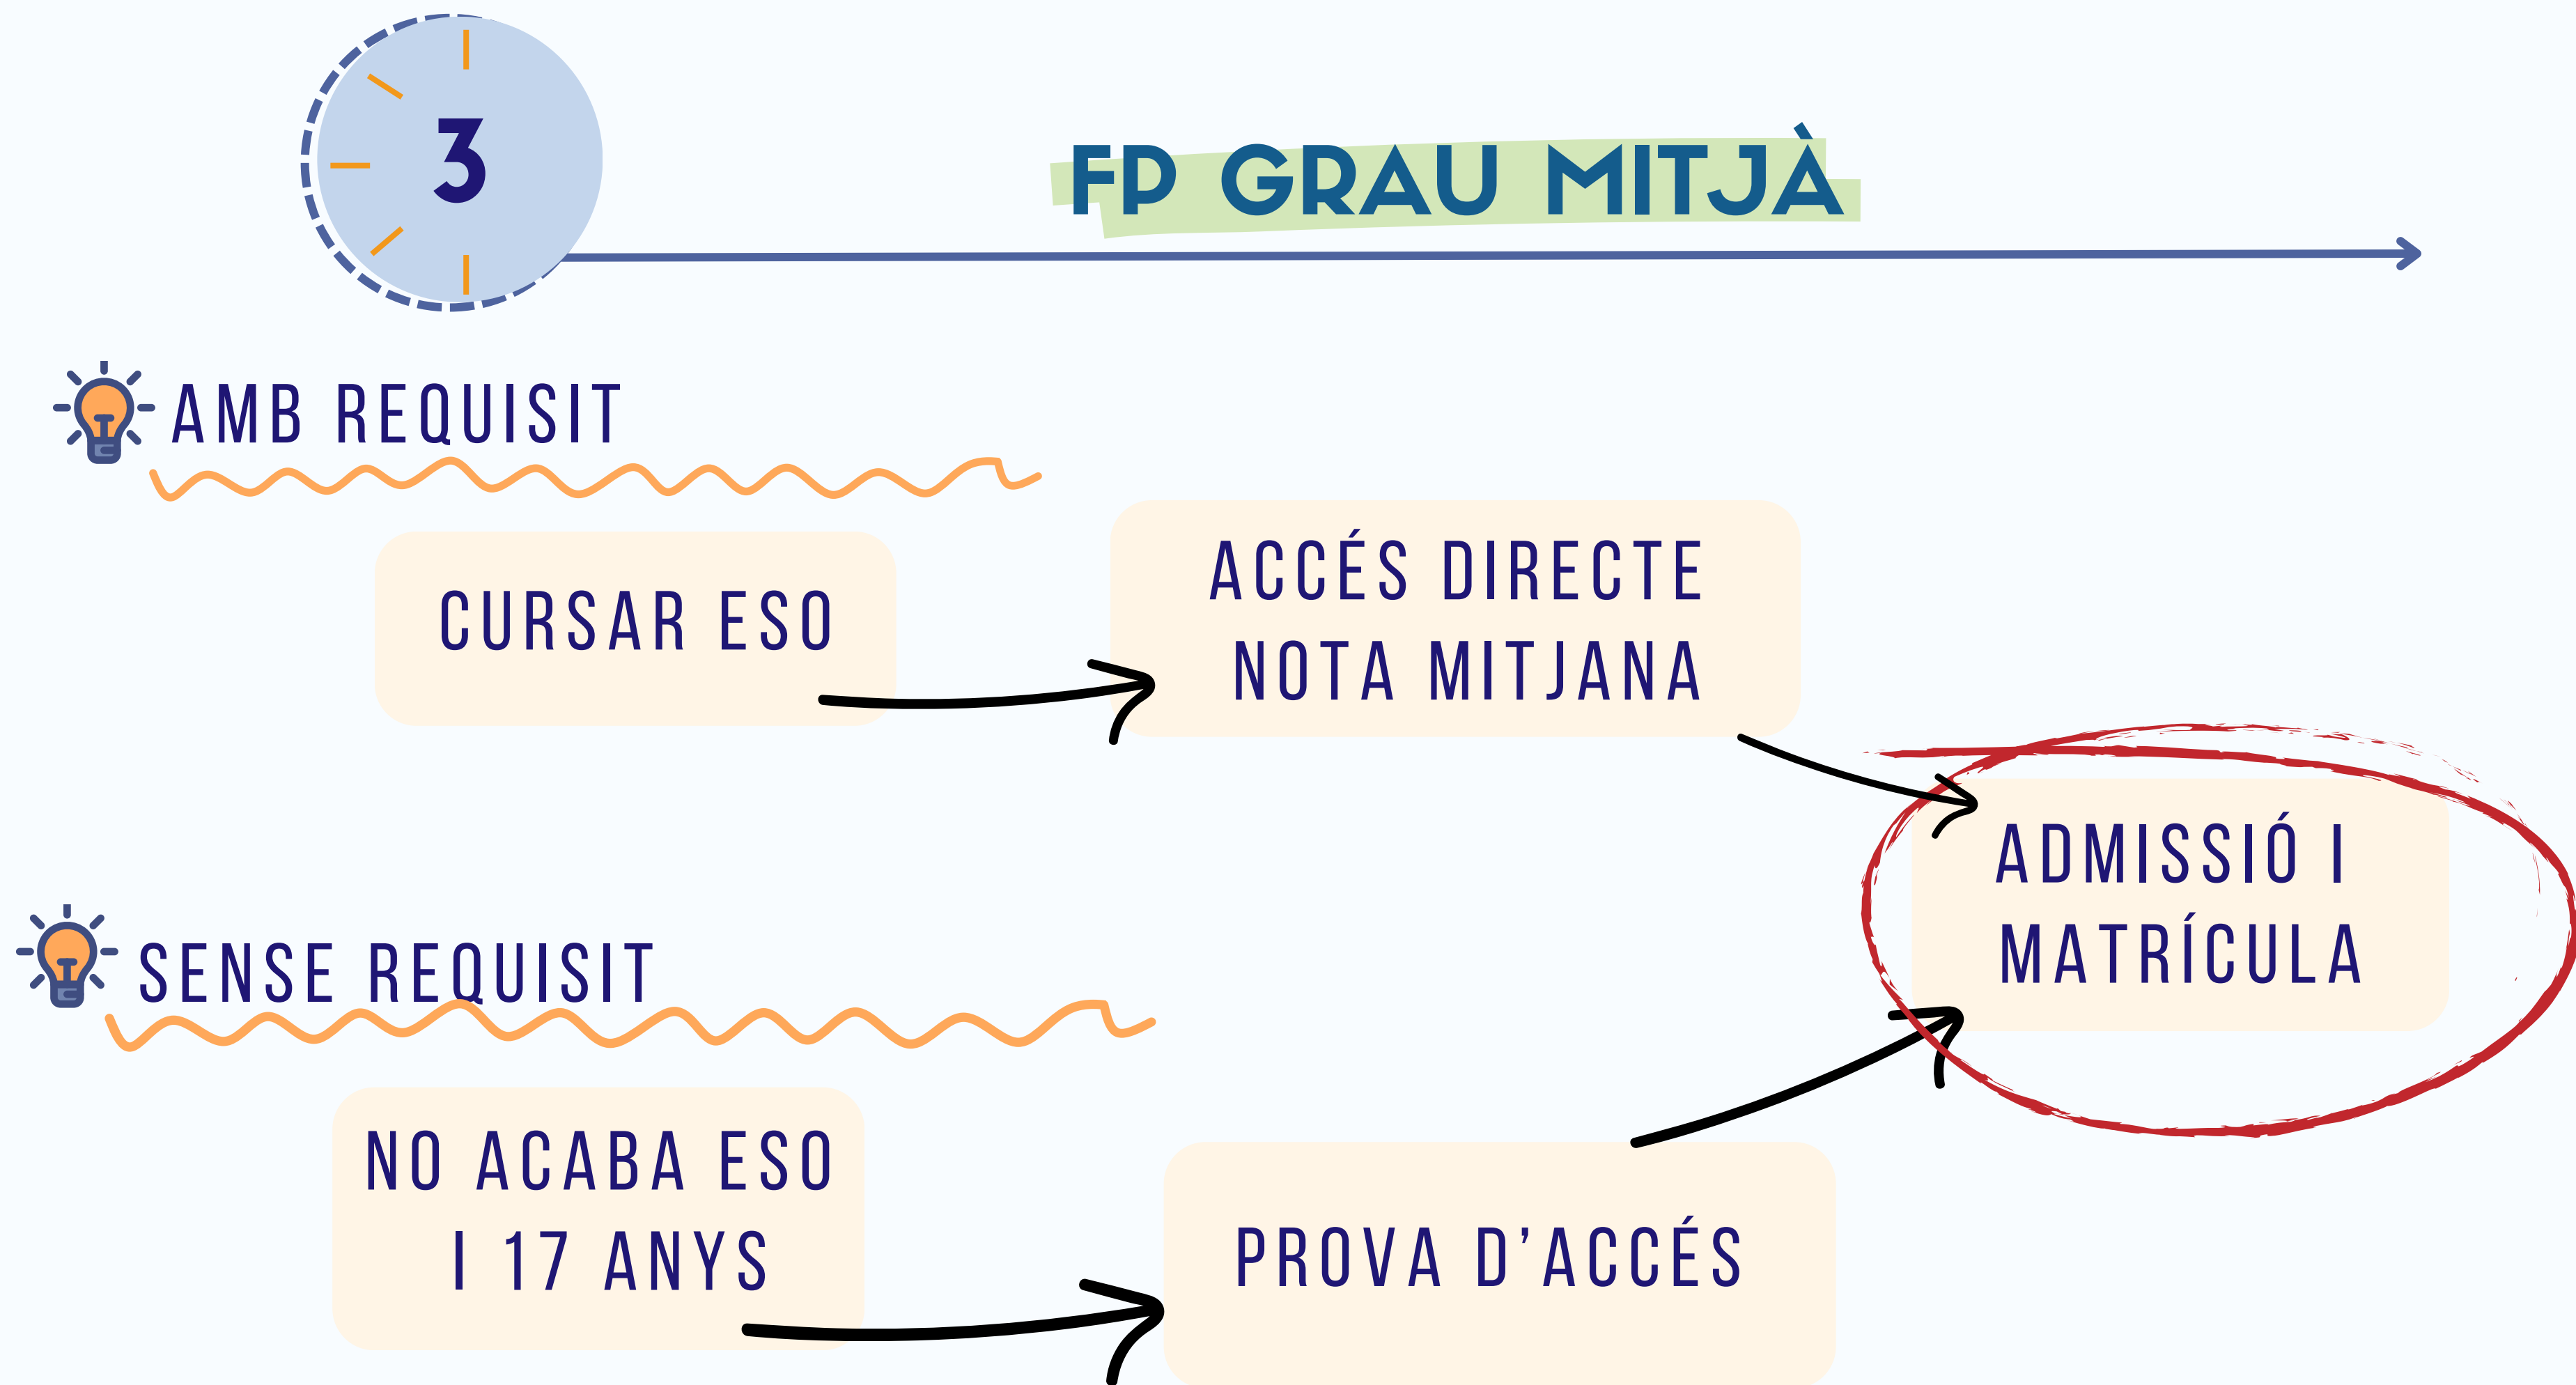 3
FP GRAU MITJÀ
AMB REQUISIT
CURSAR ESO
ACCÉS DIRECTE
NOTA MITJANA
ADMISSIÓ I
MATRÍCULA
SENSE REQUISIT
NO ACABA ESO
I 17 ANYS
PROVA D’ACCÉS